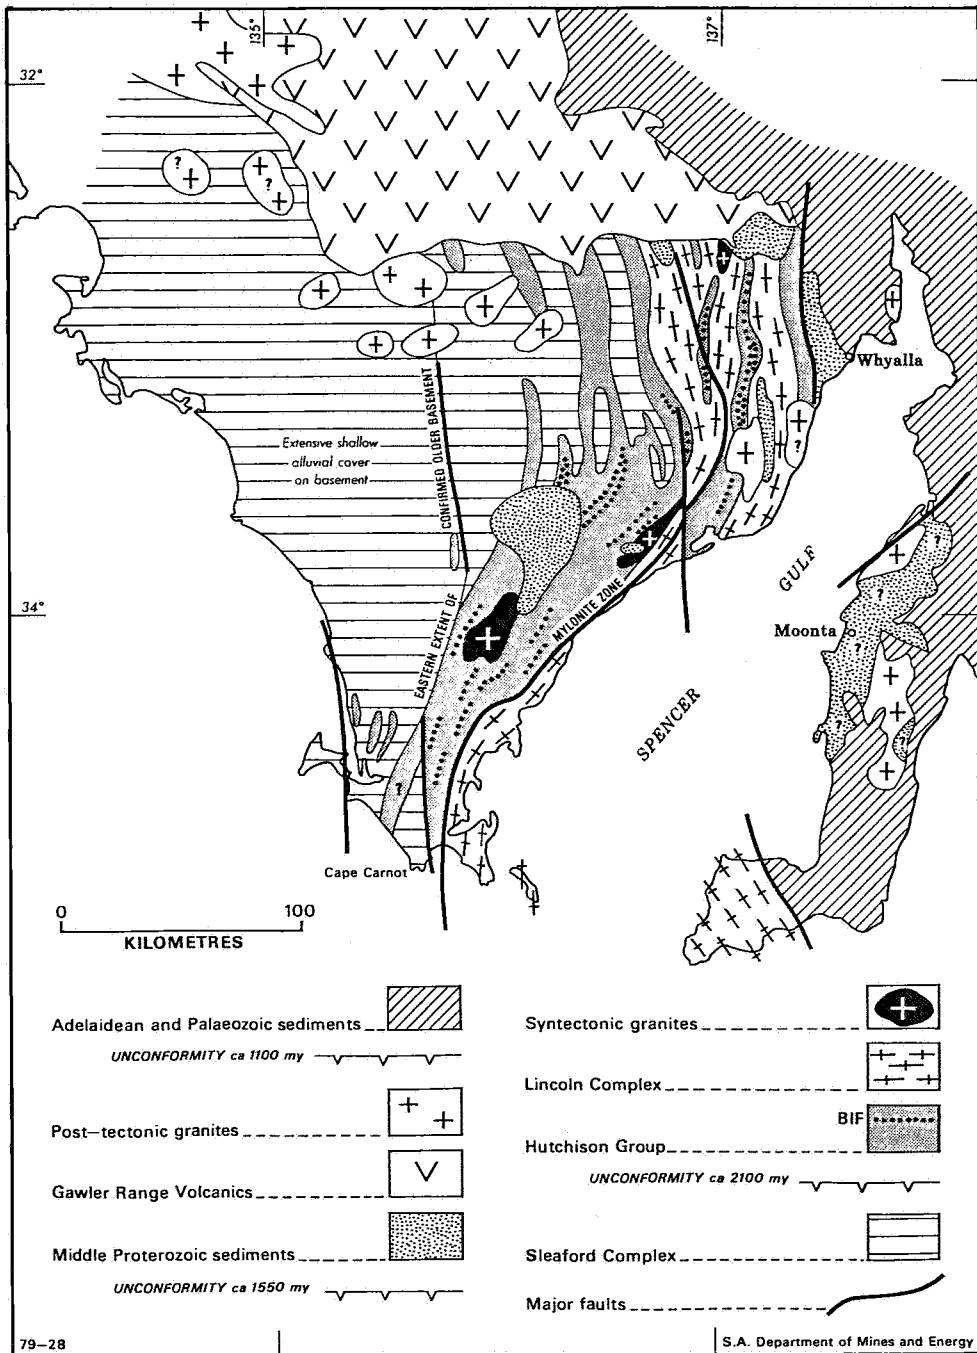 135°
137°
32°
?
?
?
Whyalla
CONFIRMED OLDER BASEMENT
Extensive shallow
alluvial cover
on basement
GULF
?
?
34°
MYLONITE ZONE
Moonta
?
?
EASTERN EXTENT OF
SPENCER
?
?
?
Cape Carnot
0 100
KILOMETRES
Adelaidean and Palaeozoic sediments
UNCONFORMITY ca 1100 my
Post-tectonic granites
Gawler Range Volcanics
Middle Proterozoic sediments
UNCONFORMITY ca 1550 my
Syntectonic granites
Lincoln Complex
BIF
Hutchison Group
UNCONFORMITY ca 2100 my
Sleaford Complex
Major faults
79-28
S.A. Department of Mines and Energy